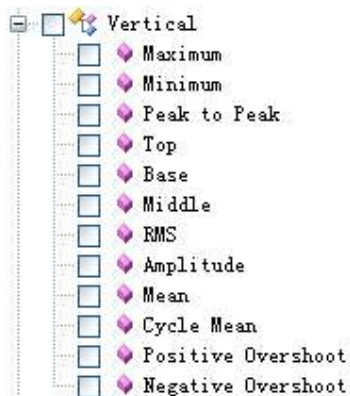 Vertical
Maximum
Minimum
Peak to Peak
Top
Base
Middle
RMS
Amplitude
Mean
Cycle Mean
Positive Overshoot
Negative Overshoot